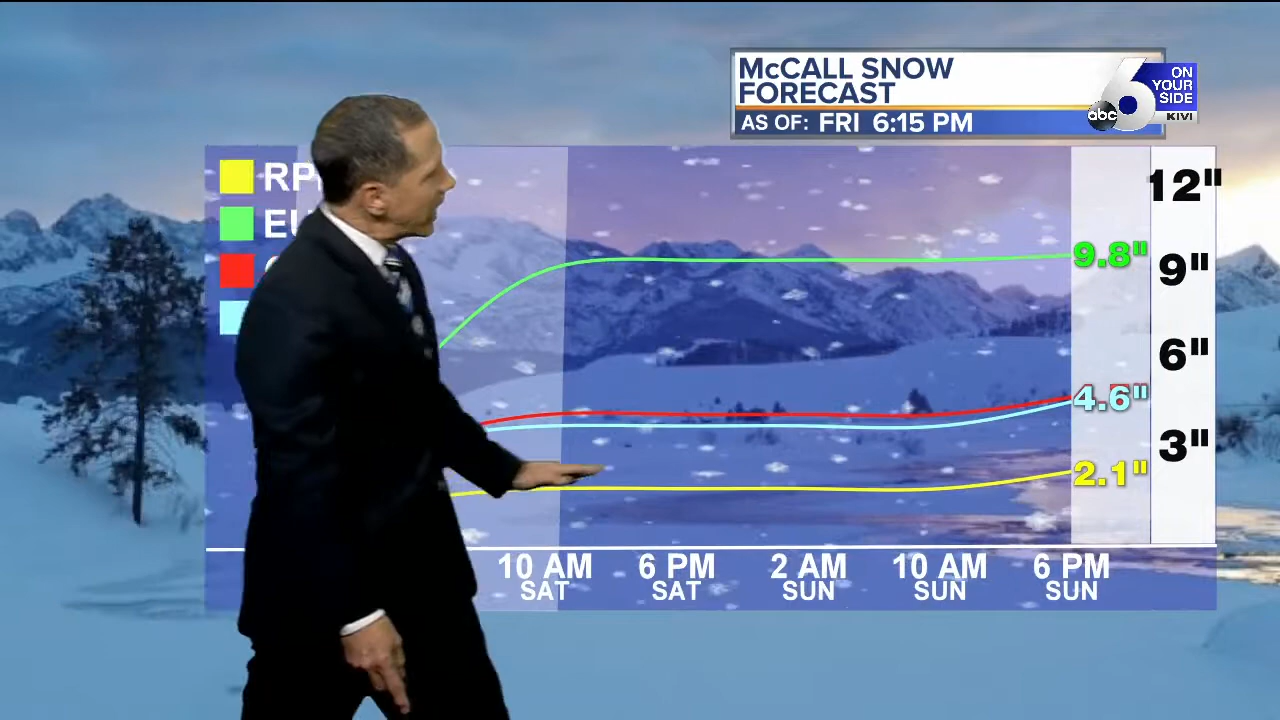 McCALL SNOW
FORECAST
AS OF: FRI 6:15 PM
abc 6
ON
YOUR
SIDE
KIVI
12"
9.8"
9"
6"
4.6"
3"
2.1"
10 AM 6 PM 2 AM 10 AM 6 PM
SAT SAT SUN SUN SUN